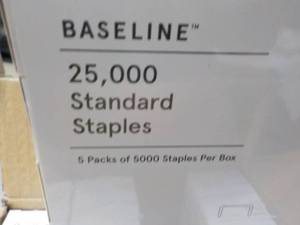 BASELINE™
25,000
Standard
Staples
5 Packs of 5000 Staples Per Box